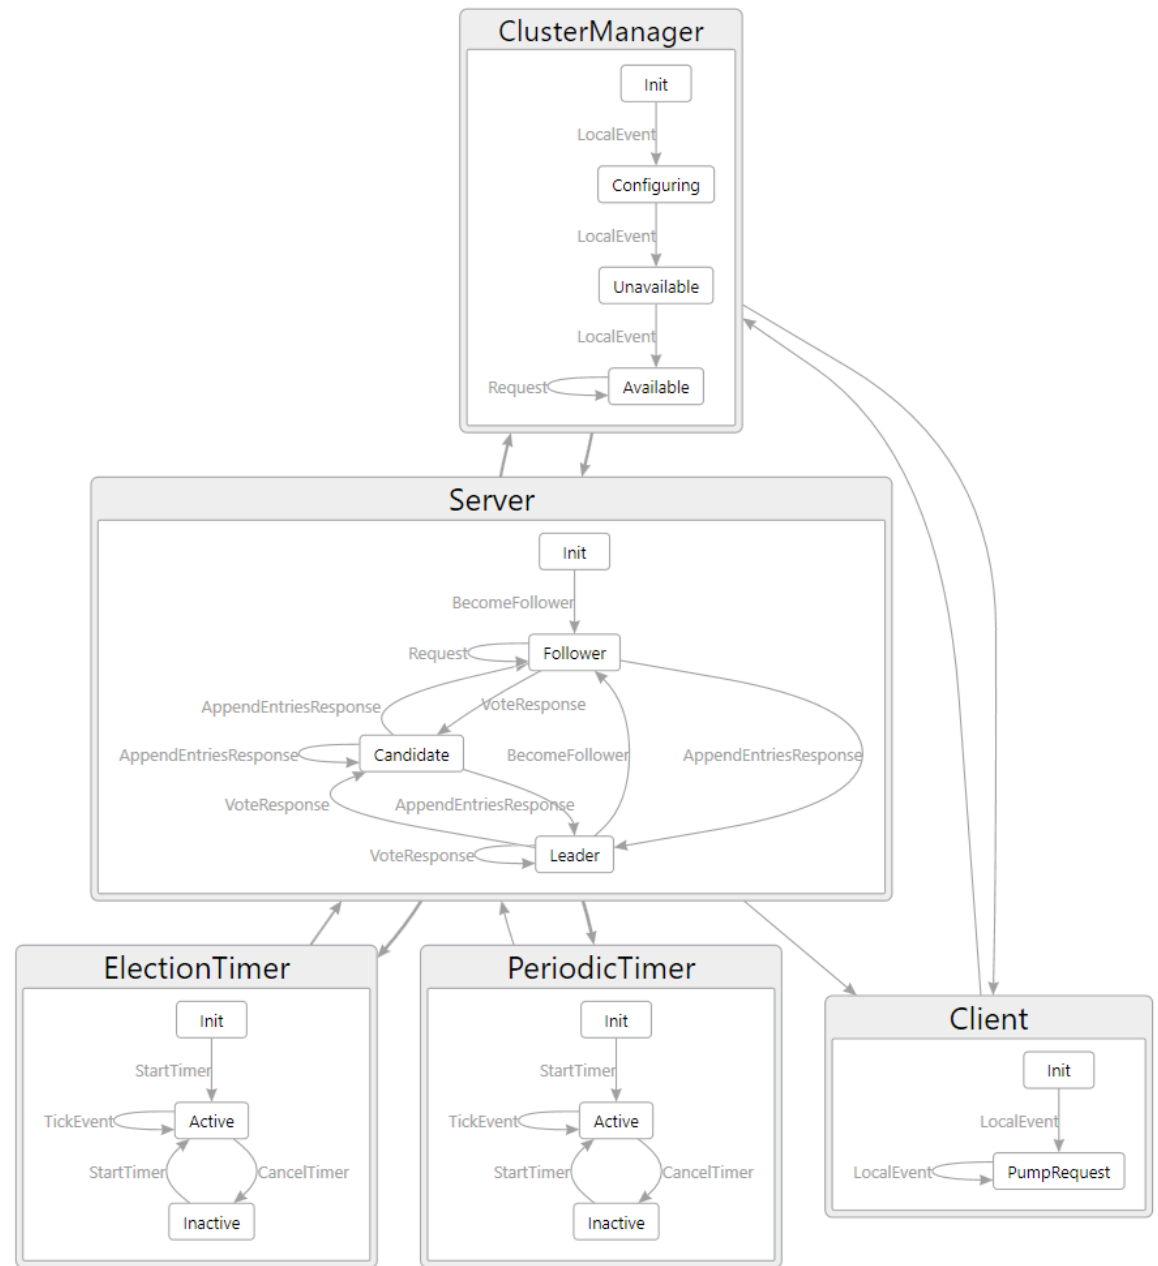 ClusterManager
Init
LocalEvent
Configuring
LocalEvent
Unavailable
LocalEvent
Request
Available
Server
Init
BecomeFollower
Request
Follower
AppendEntriesResponse
VoteResponse
AppendEntriesResponse
Candidate
BecomeFollower
AppendEntriesResponse
VoteResponse
AppendEntriesResponse
VoteResponse
Leader
ElectionTimer
Init
StartTimer
TickEvent
Active
StartTimer
CancelTimer
Inactive
PeriodicTimer
Init
StartTimer
TickEvent
Active
StartTimer
CancelTimer
Inactive
Client
Init
LocalEvent
LocalEvent
PumpRequest